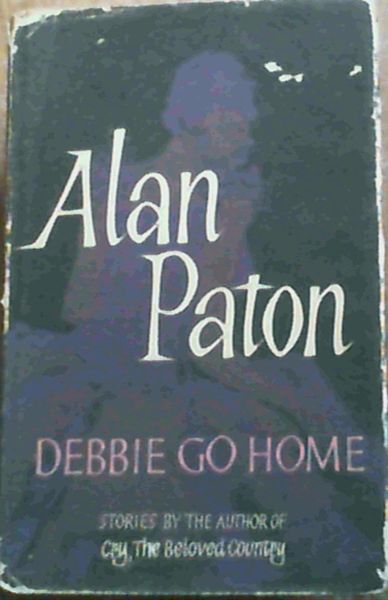 Alan
Paton
DEBBIE GO HOME
STORIES BY THE AUTHOR OF
Cry, The Beloved Country